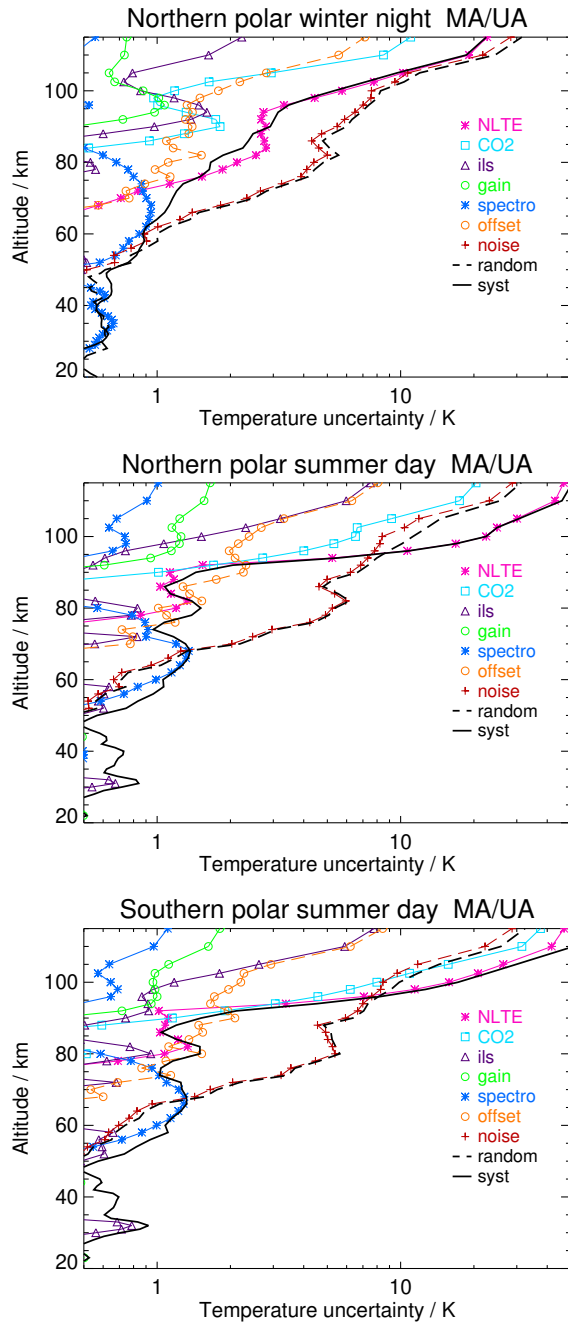 Northern polar winter night MA/UA
100
80
60
40
20
Altitude / km
NLTE
CO2
ils
gain
spectro
offset
noise
random
syst
1
10
Temperature uncertainty / K
Northern polar summer day MA/UA
100
80
60
40
20
Altitude / km
NLTE
CO2
ils
gain
spectro
offset
noise
random
syst
1
10
Temperature uncertainty / K
Southern polar summer day MA/UA
100
80
60
40
20
Altitude / km
NLTE
CO2
ils
gain
spectro
offset
noise
random
syst
1
10
Temperature uncertainty / K